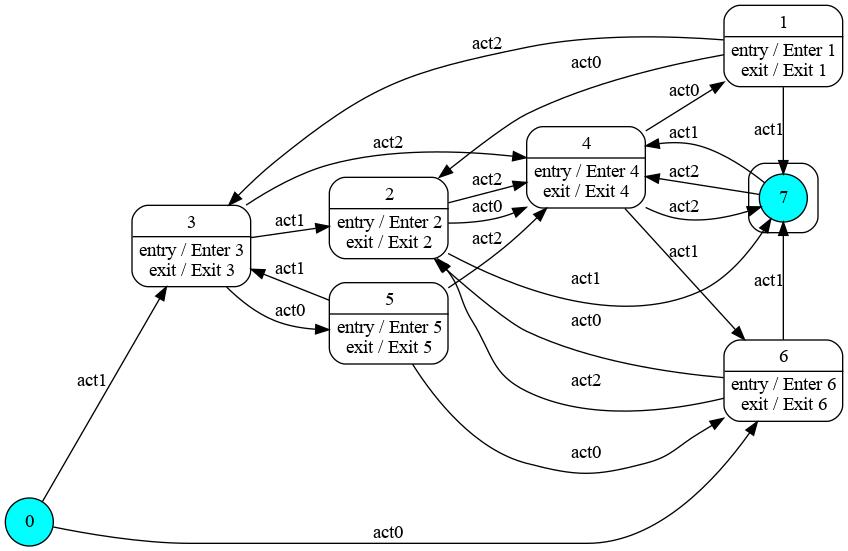 1
entry / Enter 1
exit / Exit 1
act2
act0
act0
act1
act1
act2
act2
4
entry / Enter 4
exit / Exit 4
7
act2
2
entry / Enter 2
exit / Exit 2
act2
act0
act2
act1
act1
3
entry / Enter 3
exit / Exit 3
act1
act1
act0
5
entry / Enter 5
exit / Exit 5
act0
act2
act1
6
entry / Enter 6
exit / Exit 6
act1
act0
0
act0